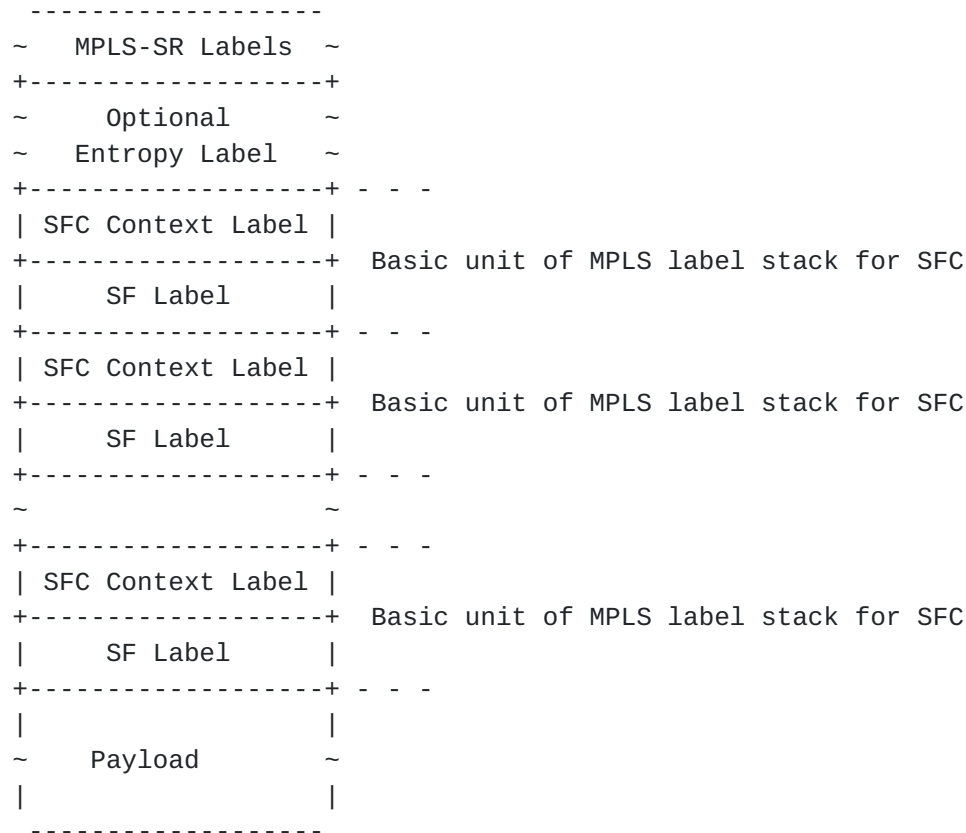 MPLS-SR Labels
Optional
Entropy Label
SFC Context Label
Basic unit of MPLS label stack for SFC
SF Label
SFC Context Label
Basic unit of MPLS label stack for SFC
SF Label
SFC Context Label
Basic unit of MPLS label stack for SFC
SF Label
Payload